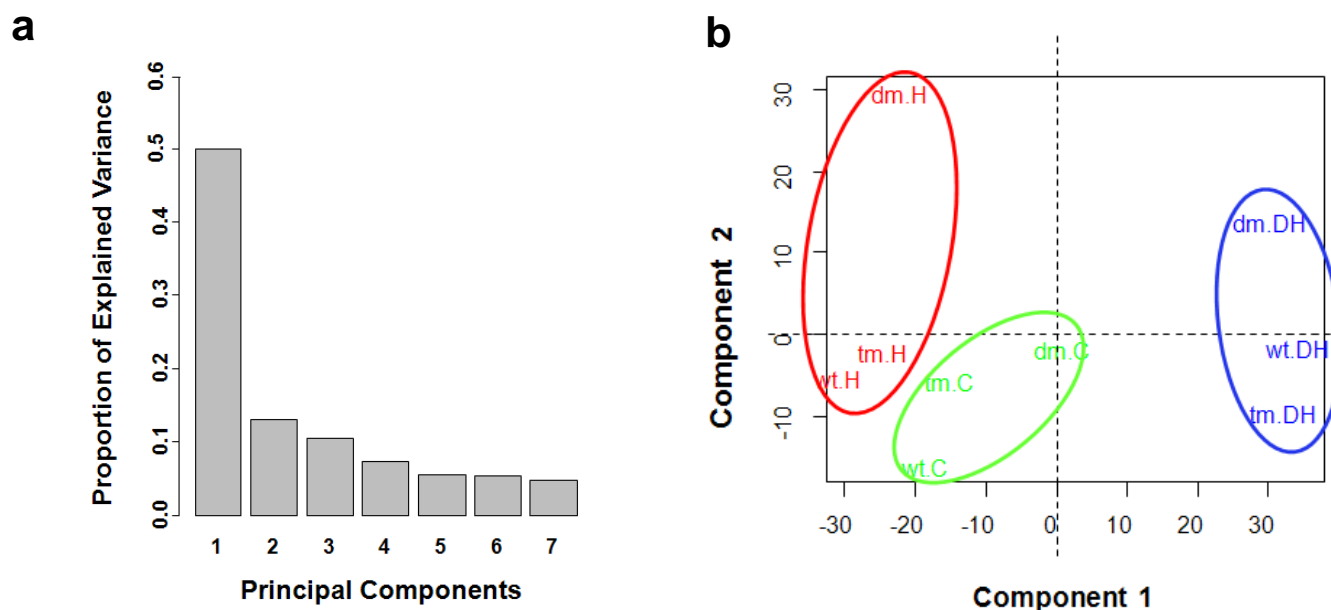 a
Proportion of Explained Variance
0.6
0.5
0.4
0.3
0.2
0.1
0.0
1 2 3 4 5 6 7
Principal Components
b
Component 2
30
20
10
0
-10
dm.H
dm.DH
tm.H
dm.C
wt.DH
wt.H
tm.C
tm.DH
wt.C
-30 -20 -10 0 10 20 30
Component 1